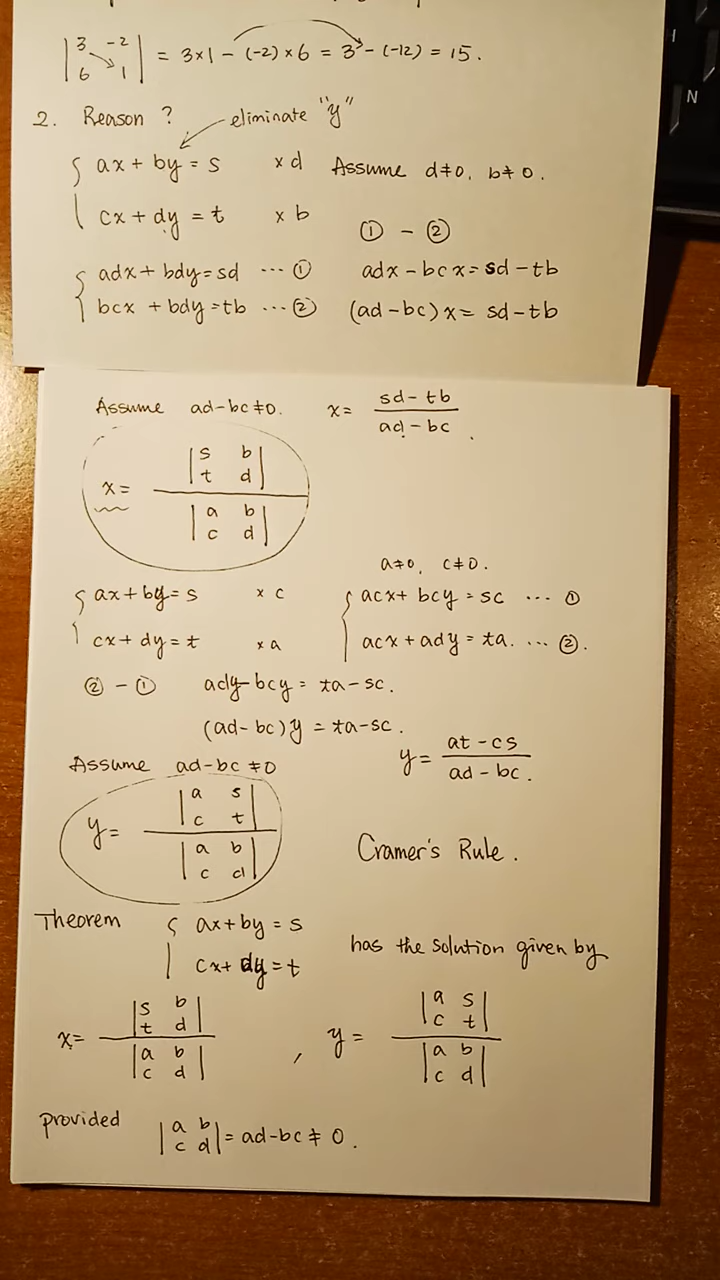 | 3 -2 |
| 6 1 | = 3×1 - (-2)×6 = 3 - (-12) = 15.
2. Reason ? eliminate "y"
{ ax + by = s ×d Assume d≠0, b≠0.
cx + dy = t ×b
① - ②
{ adx + bdy = sd ... ① adx - bcx = sd - tb
bcx + bdy = tb ... ② (ad - bc)x = sd - tb
Assume ad-bc≠0. x = (sd - tb)/(ad - bc).
x = |s b; t d| / |a b; c d|
a≠0, c≠0.
{ ax + by = s ×c { acx + bcy = sc ... ①
cx + dy = t ×a acx + ady = ta. ... ②.
② - ① ady - bcy = ta - sc.
(ad - bc)y = ta - sc.
Assume ad-bc≠0 y = (at - cs)/(ad - bc).
y = |a s; c t| / |a b; c d|
Cramer's Rule.
Theorem { ax + by = s
cx + dy = t has the solution given by
x = |s b; t d| / |a b; c d| , y = |a s; c t| / |a b; c d|
provided |a b; c d| = ad-bc ≠ 0.
N